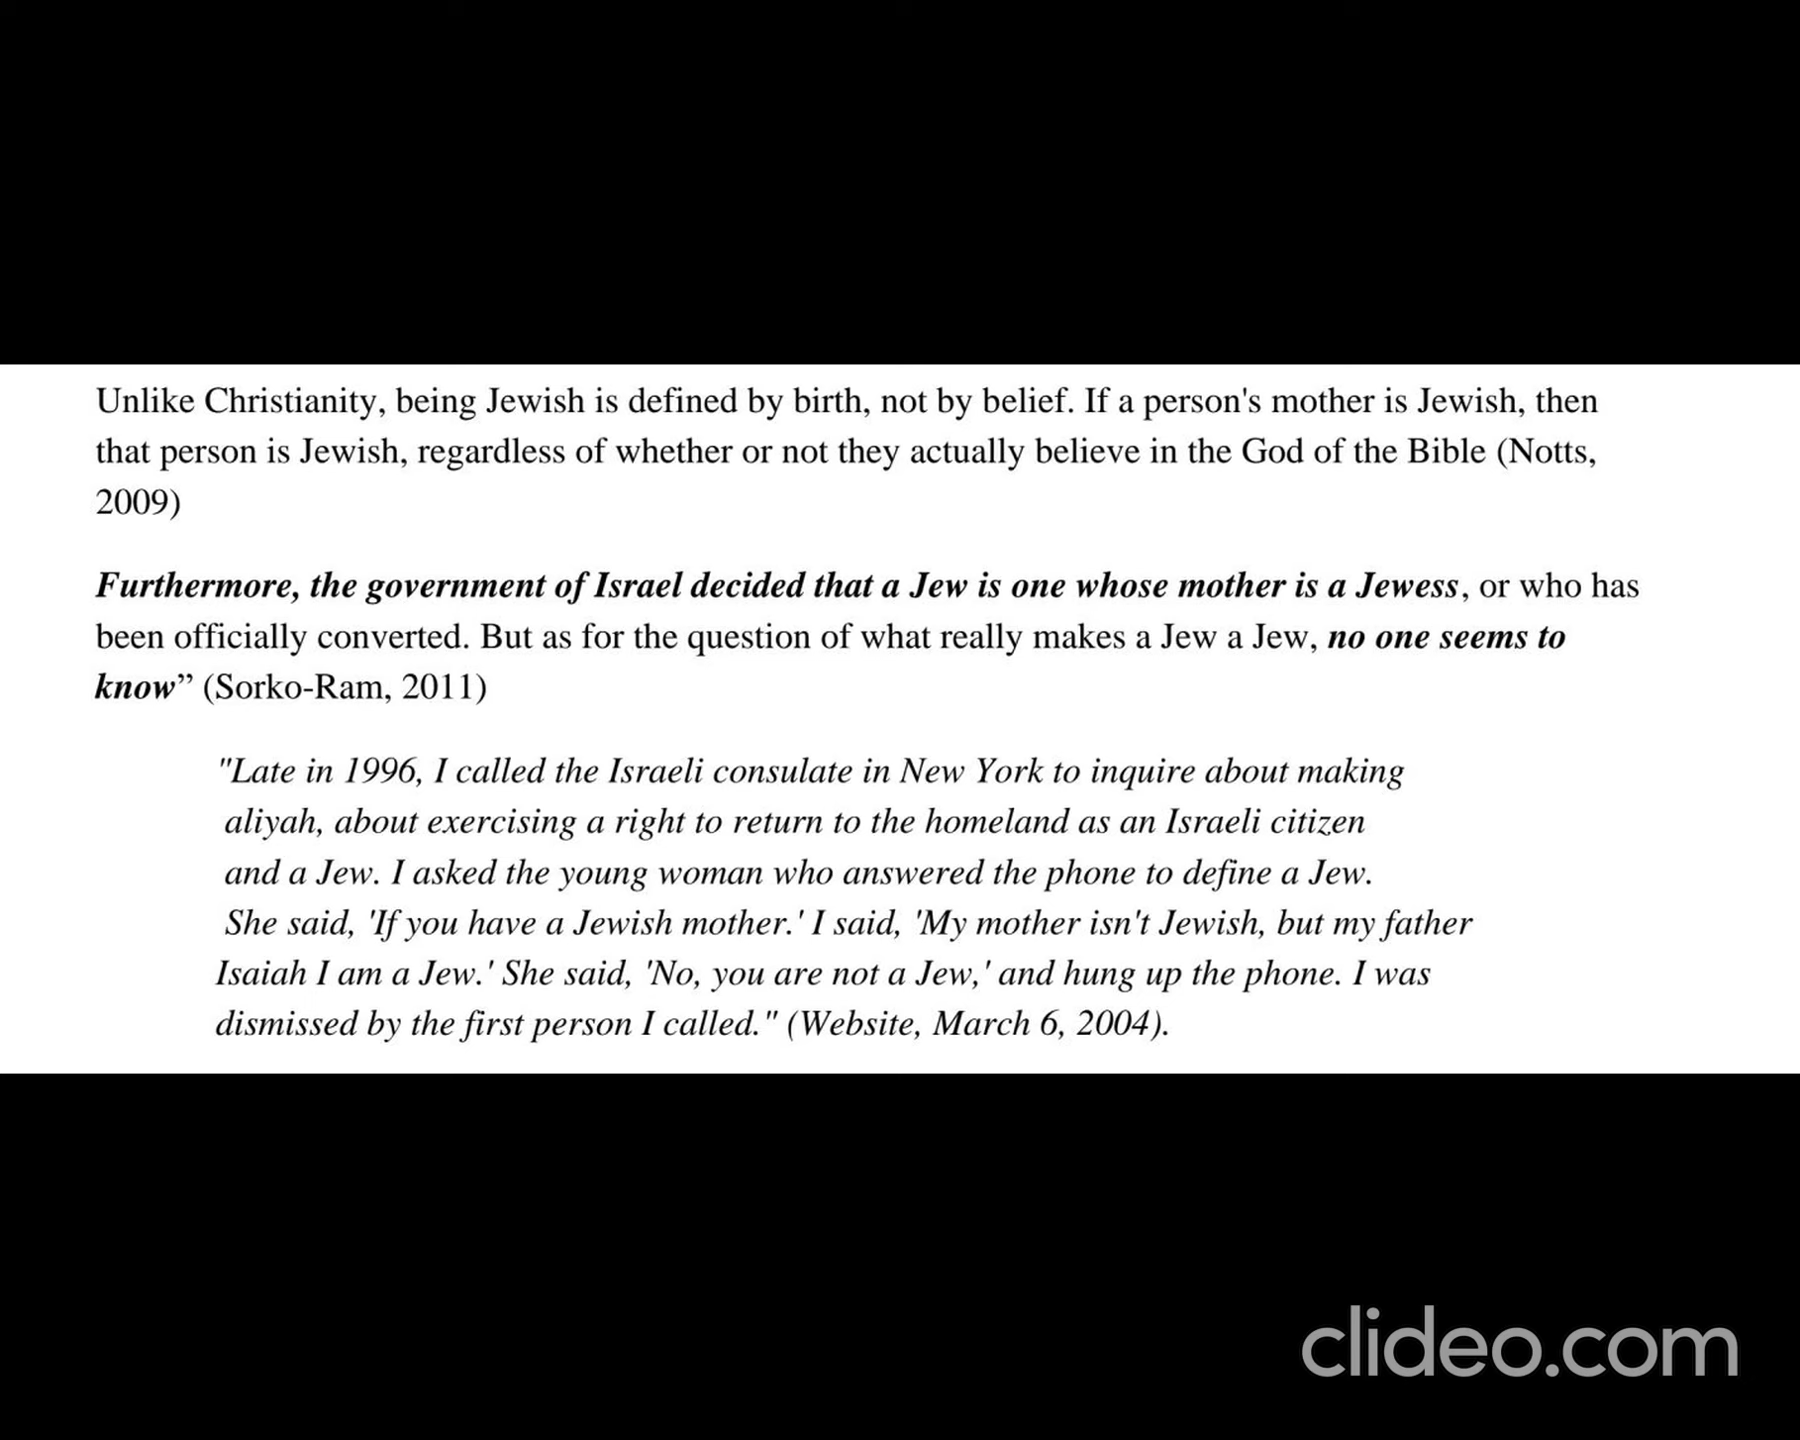 Unlike Christianity, being Jewish is defined by birth, not by belief. If a person's mother is Jewish, then
that person is Jewish, regardless of whether or not they actually believe in the God of the Bible (Notts,
2009)
Furthermore, the government of Israel decided that a Jew is one whose mother is a Jewess, or who has
been officially converted. But as for the question of what really makes a Jew a Jew, no one seems to
know” (Sorko-Ram, 2011)
"Late in 1996, I called the Israeli consulate in New York to inquire about making
aliyah, about exercising a right to return to the homeland as an Israeli citizen
and a Jew. I asked the young woman who answered the phone to define a Jew.
She said, 'If you have a Jewish mother.' I said, 'My mother isn't Jewish, but my father
Isaiah I am a Jew.' She said, 'No, you are not a Jew,' and hung up the phone. I was
dismissed by the first person I called." (Website, March 6, 2004).
clideo.com